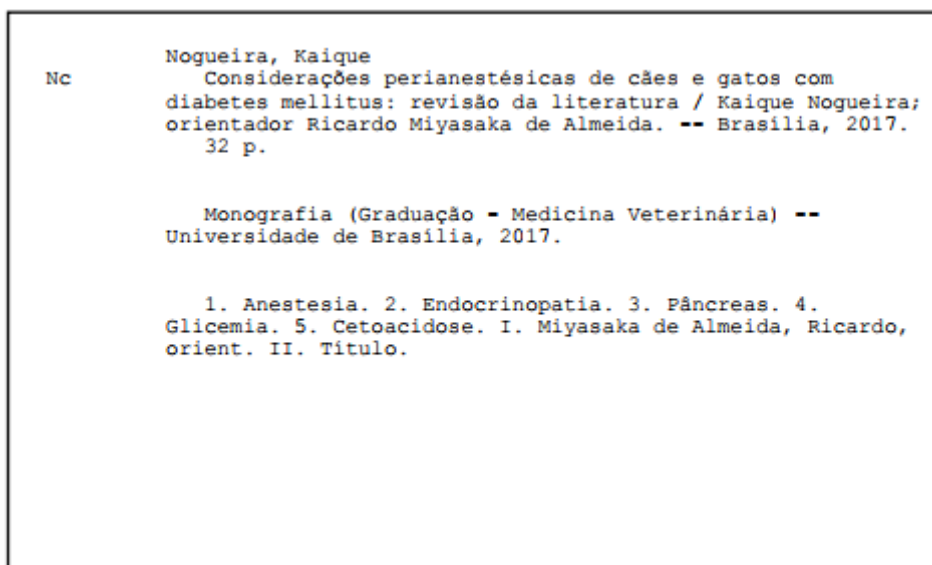 Nogueira, Kaique
Nc Considerações perianestésicas de cães e gatos com
diabetes mellitus: revisão da literatura / Kaique Nogueira;
orientador Ricardo Miyasaka de Almeida. -- Brasília, 2017.
32 p.
Monografia (Graduação - Medicina Veterinária) --
Universidade de Brasília, 2017.
1. Anestesia. 2. Endocrinopatia. 3. Pâncreas. 4.
Glicemia. 5. Cetoacidose. I. Miyasaka de Almeida, Ricardo,
orient. II. Título.